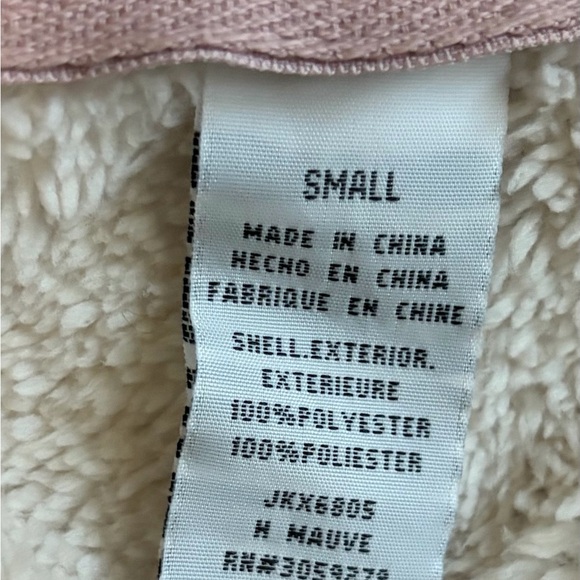 SMALL
MADE IN CHINA
HECHO EN CHINA
FABRIQUE EN CHINE
SHELL.EXTERIOR.
EXTERIEURE
100%POLYESTER
100%POLIESTER
JKX6805
H MAUVE